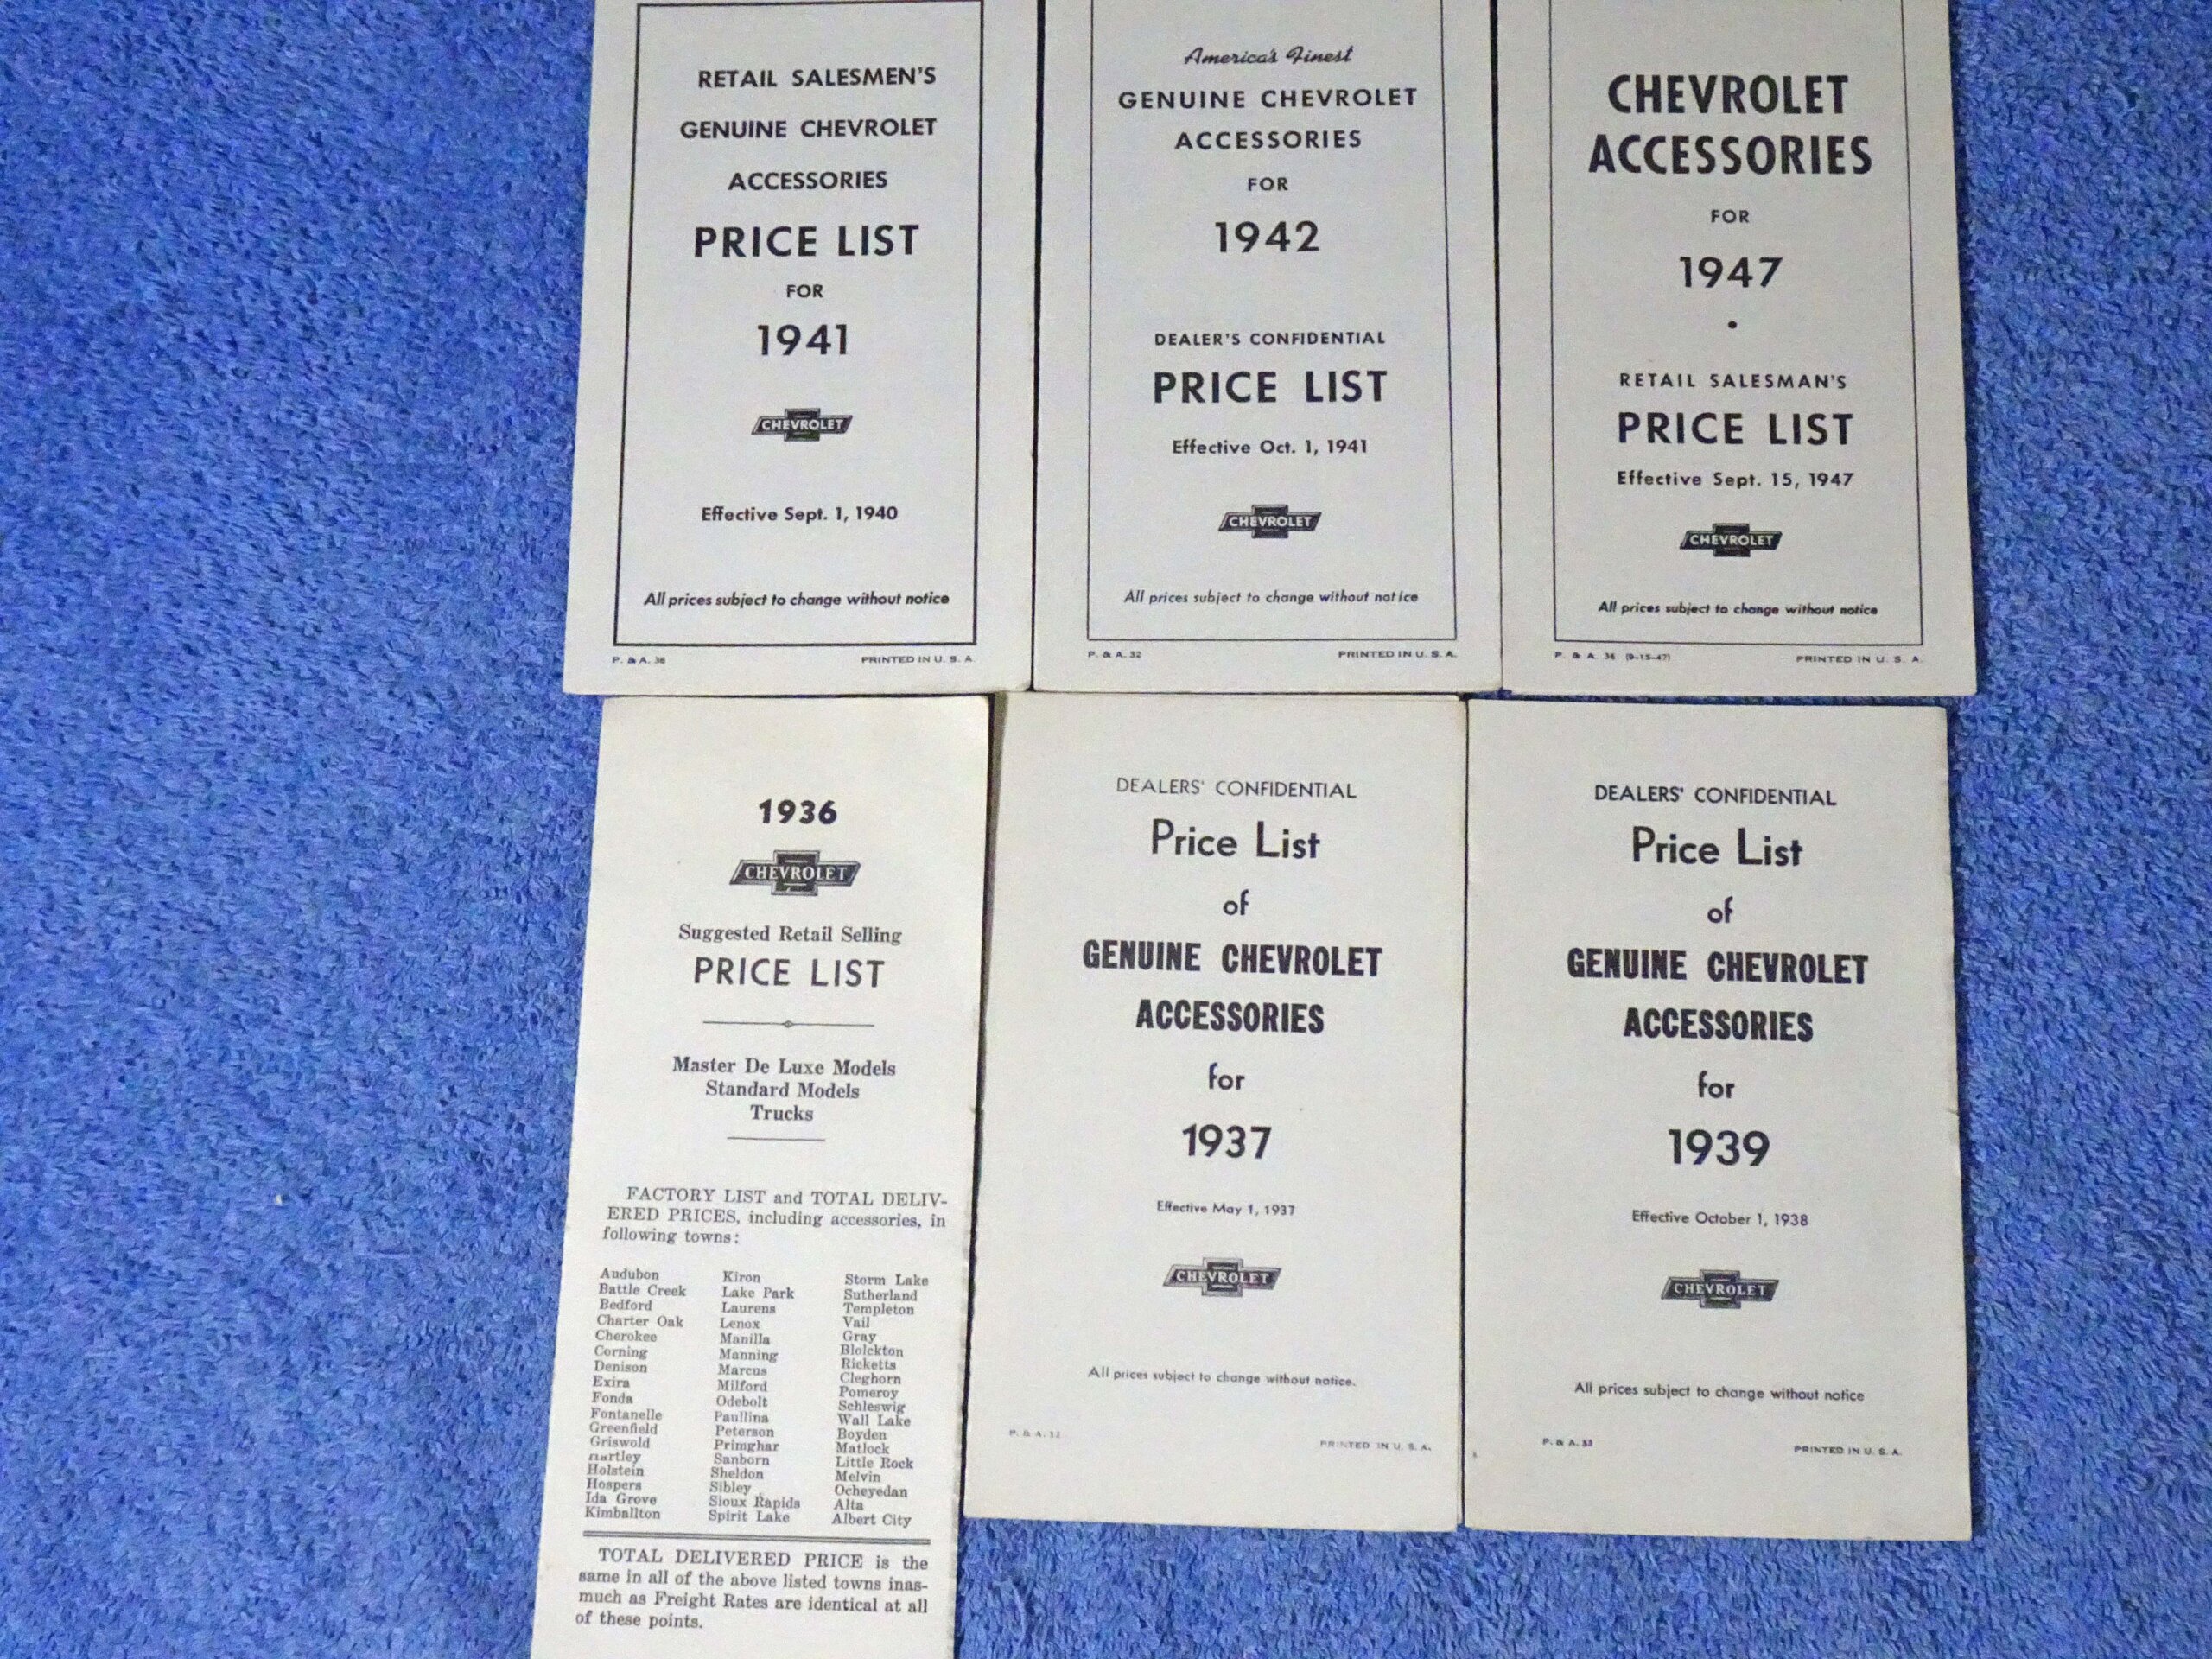 RETAIL SALESMEN'S
GENUINE CHEVROLET
ACCESSORIES
PRICE LIST
FOR
1941
CHEVROLET
Effective Sept. 1, 1940
All prices subject to change without notice
P. & A. 36 PRINTED IN U. S. A.
America's Finest
GENUINE CHEVROLET
ACCESSORIES
FOR
1942
DEALER'S CONFIDENTIAL
PRICE LIST
Effective Oct. 1, 1941
CHEVROLET
All prices subject to change without notice
P. & A. 32 PRINTED IN U. S. A.
CHEVROLET
ACCESSORIES
FOR
1947
•
RETAIL SALESMAN'S
PRICE LIST
Effective Sept. 15, 1947
CHEVROLET
All prices subject to change without notice
P. & A. 36 (9-15-47) PRINTED IN U. S. A.
1936
CHEVROLET
Suggested Retail Selling
PRICE LIST
Master De Luxe Models
Standard Models
Trucks
FACTORY LIST and TOTAL DELIV-
ERED PRICES, including accessories, in
following towns:
Audubon
Battle Creek
Bedford
Charter Oak
Cherokee
Corning
Denison
Exira
Fonda
Fontanelle
Greenfield
Griswold
Hartley
Holstein
Hospers
Ida Grove
Kimballton
Kiron
Lake Park
Laurens
Lenox
Manilla
Manning
Marcus
Milford
Odebolt
Paullina
Peterson
Primghar
Sanborn
Sheldon
Sibley
Sioux Rapids
Spirit Lake
Storm Lake
Sutherland
Templeton
Vail
Gray
Blolckton
Ricketts
Cleghorn
Pomeroy
Schleswig
Wall Lake
Boyden
Matlock
Little Rock
Melvin
Ocheyedan
Alta
Albert City
TOTAL DELIVERED PRICE is the
same in all of the above listed towns inas-
much as Freight Rates are identical at all
of these points.
DEALERS' CONFIDENTIAL
Price List
of
GENUINE CHEVROLET
ACCESSORIES
for
1937
Effective May 1, 1937
CHEVROLET
All prices subject to change without notice.
P. & A. 32 PRINTED IN U. S. A.
DEALERS' CONFIDENTIAL
Price List
of
GENUINE CHEVROLET
ACCESSORIES
for
1939
Effective October 1, 1938
CHEVROLET
All prices subject to change without notice
P. & A. 32 PRINTED IN U. S. A.